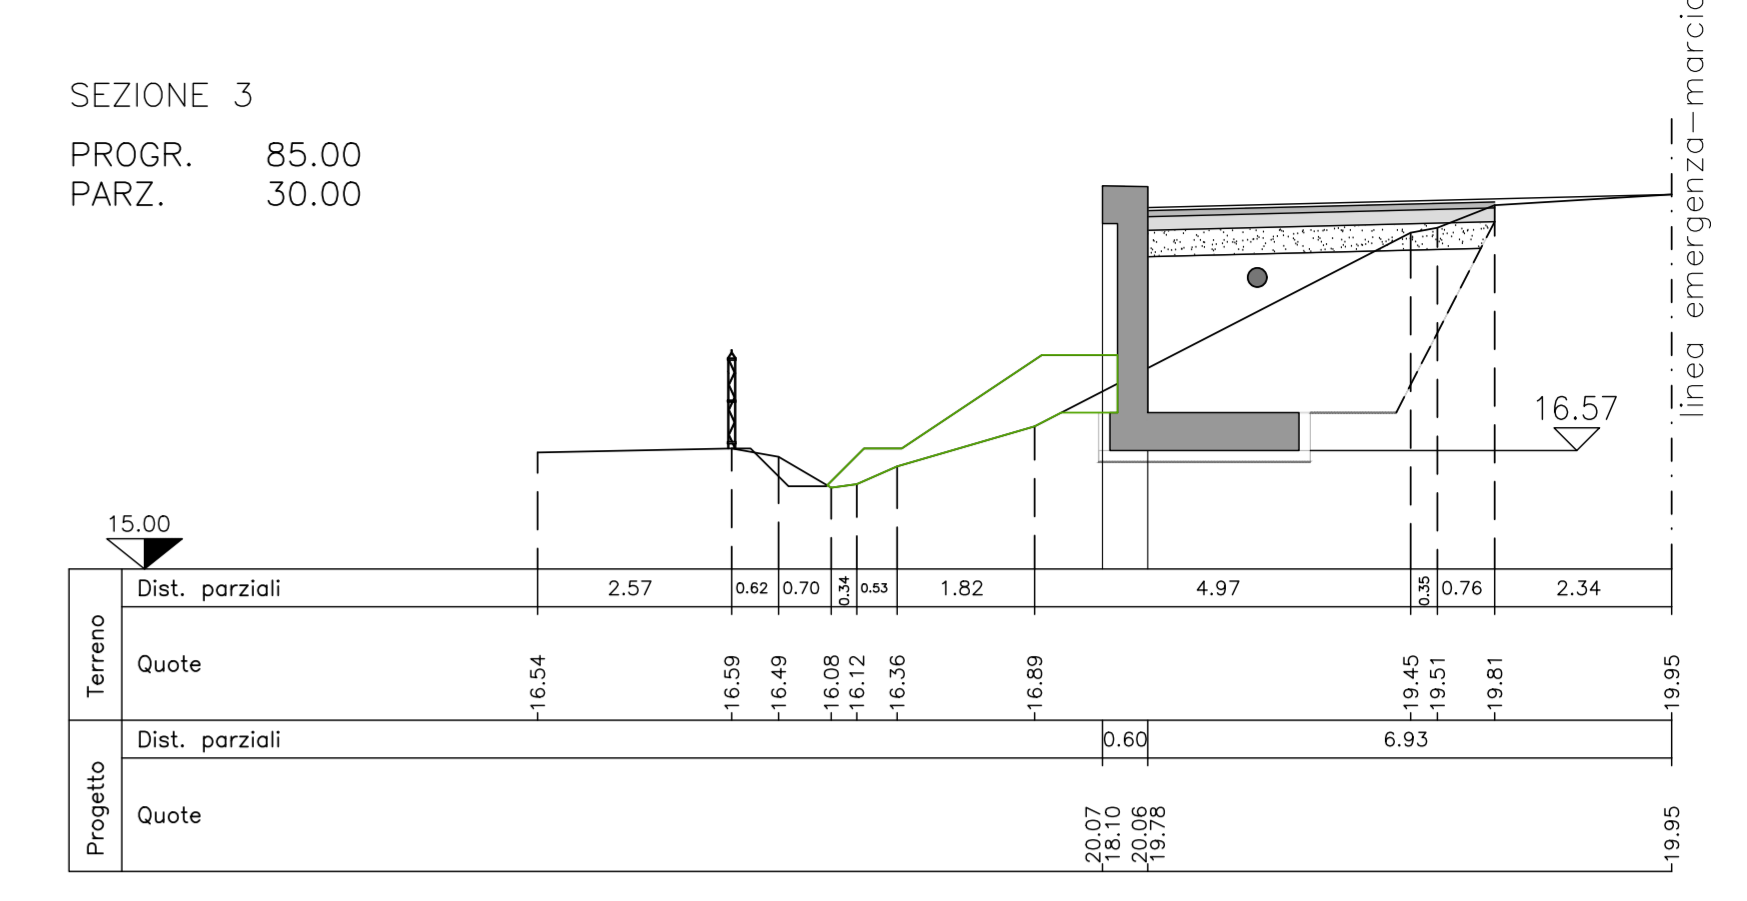 SEZIONE 3
PROGR. 85.00
PARZ. 30.00
linea emergenza-marcio
16.57
15.00
Terreno
Dist. parziali 2.57 0.62 0.70 0.34 0.53 1.82 4.97 0.35 0.76 2.34
Quote 16.54 16.59 16.49 16.08 16.12 16.36 16.89 19.45 19.51 19.81 19.95
Progetto
Dist. parziali 0.60 6.93
Quote 20.07 18.10 20.06 19.78 19.95